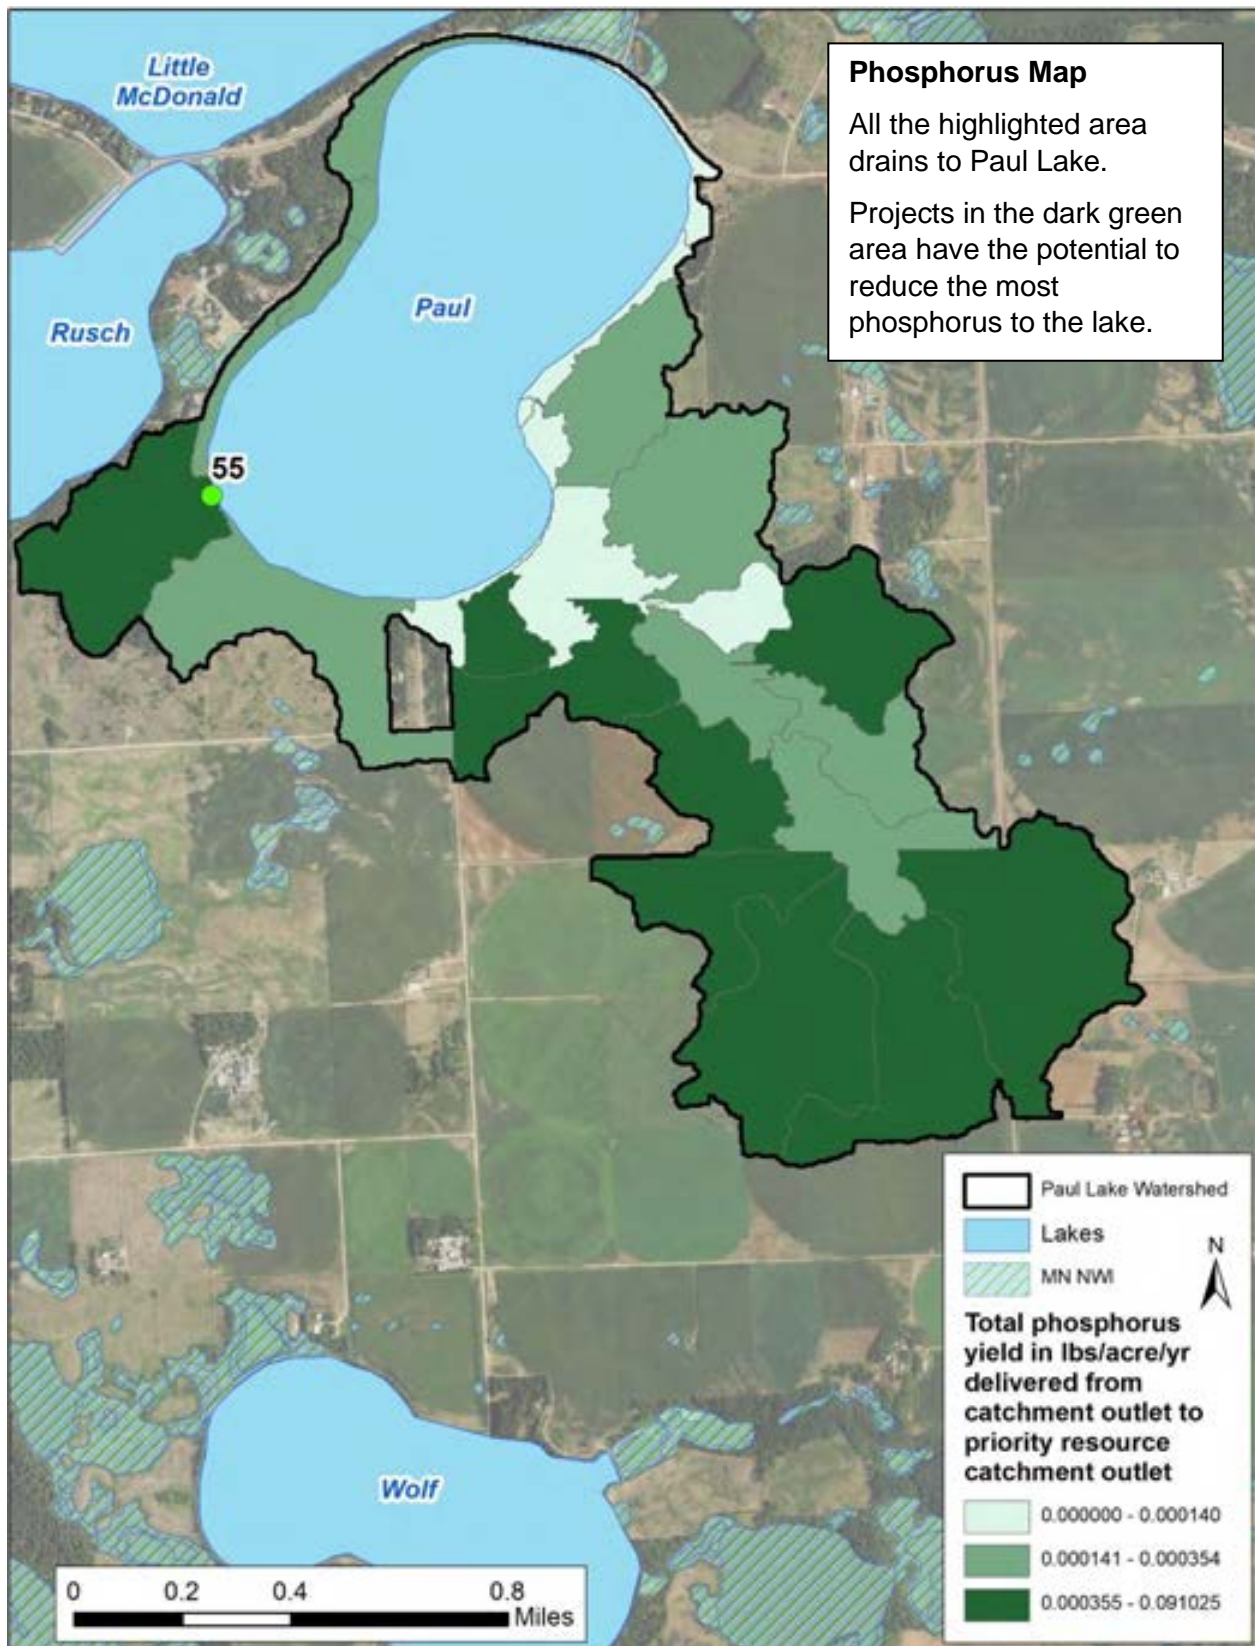 Little
McDonald
Phosphorus Map
All the highlighted area
drains to Paul Lake.
Projects in the dark green
area have the potential to
reduce the most
phosphorus to the lake.
Rusch
Paul
55
Paul Lake Watershed
Lakes
MN NWI
N
Total phosphorus
yield in lbs/acre/yr
delivered from
catchment outlet to
priority resource
catchment outlet
0.000000 - 0.000140
0.000141 - 0.000354
0.000355 - 0.091025
Wolf
0 0.2 0.4 0.8
Miles